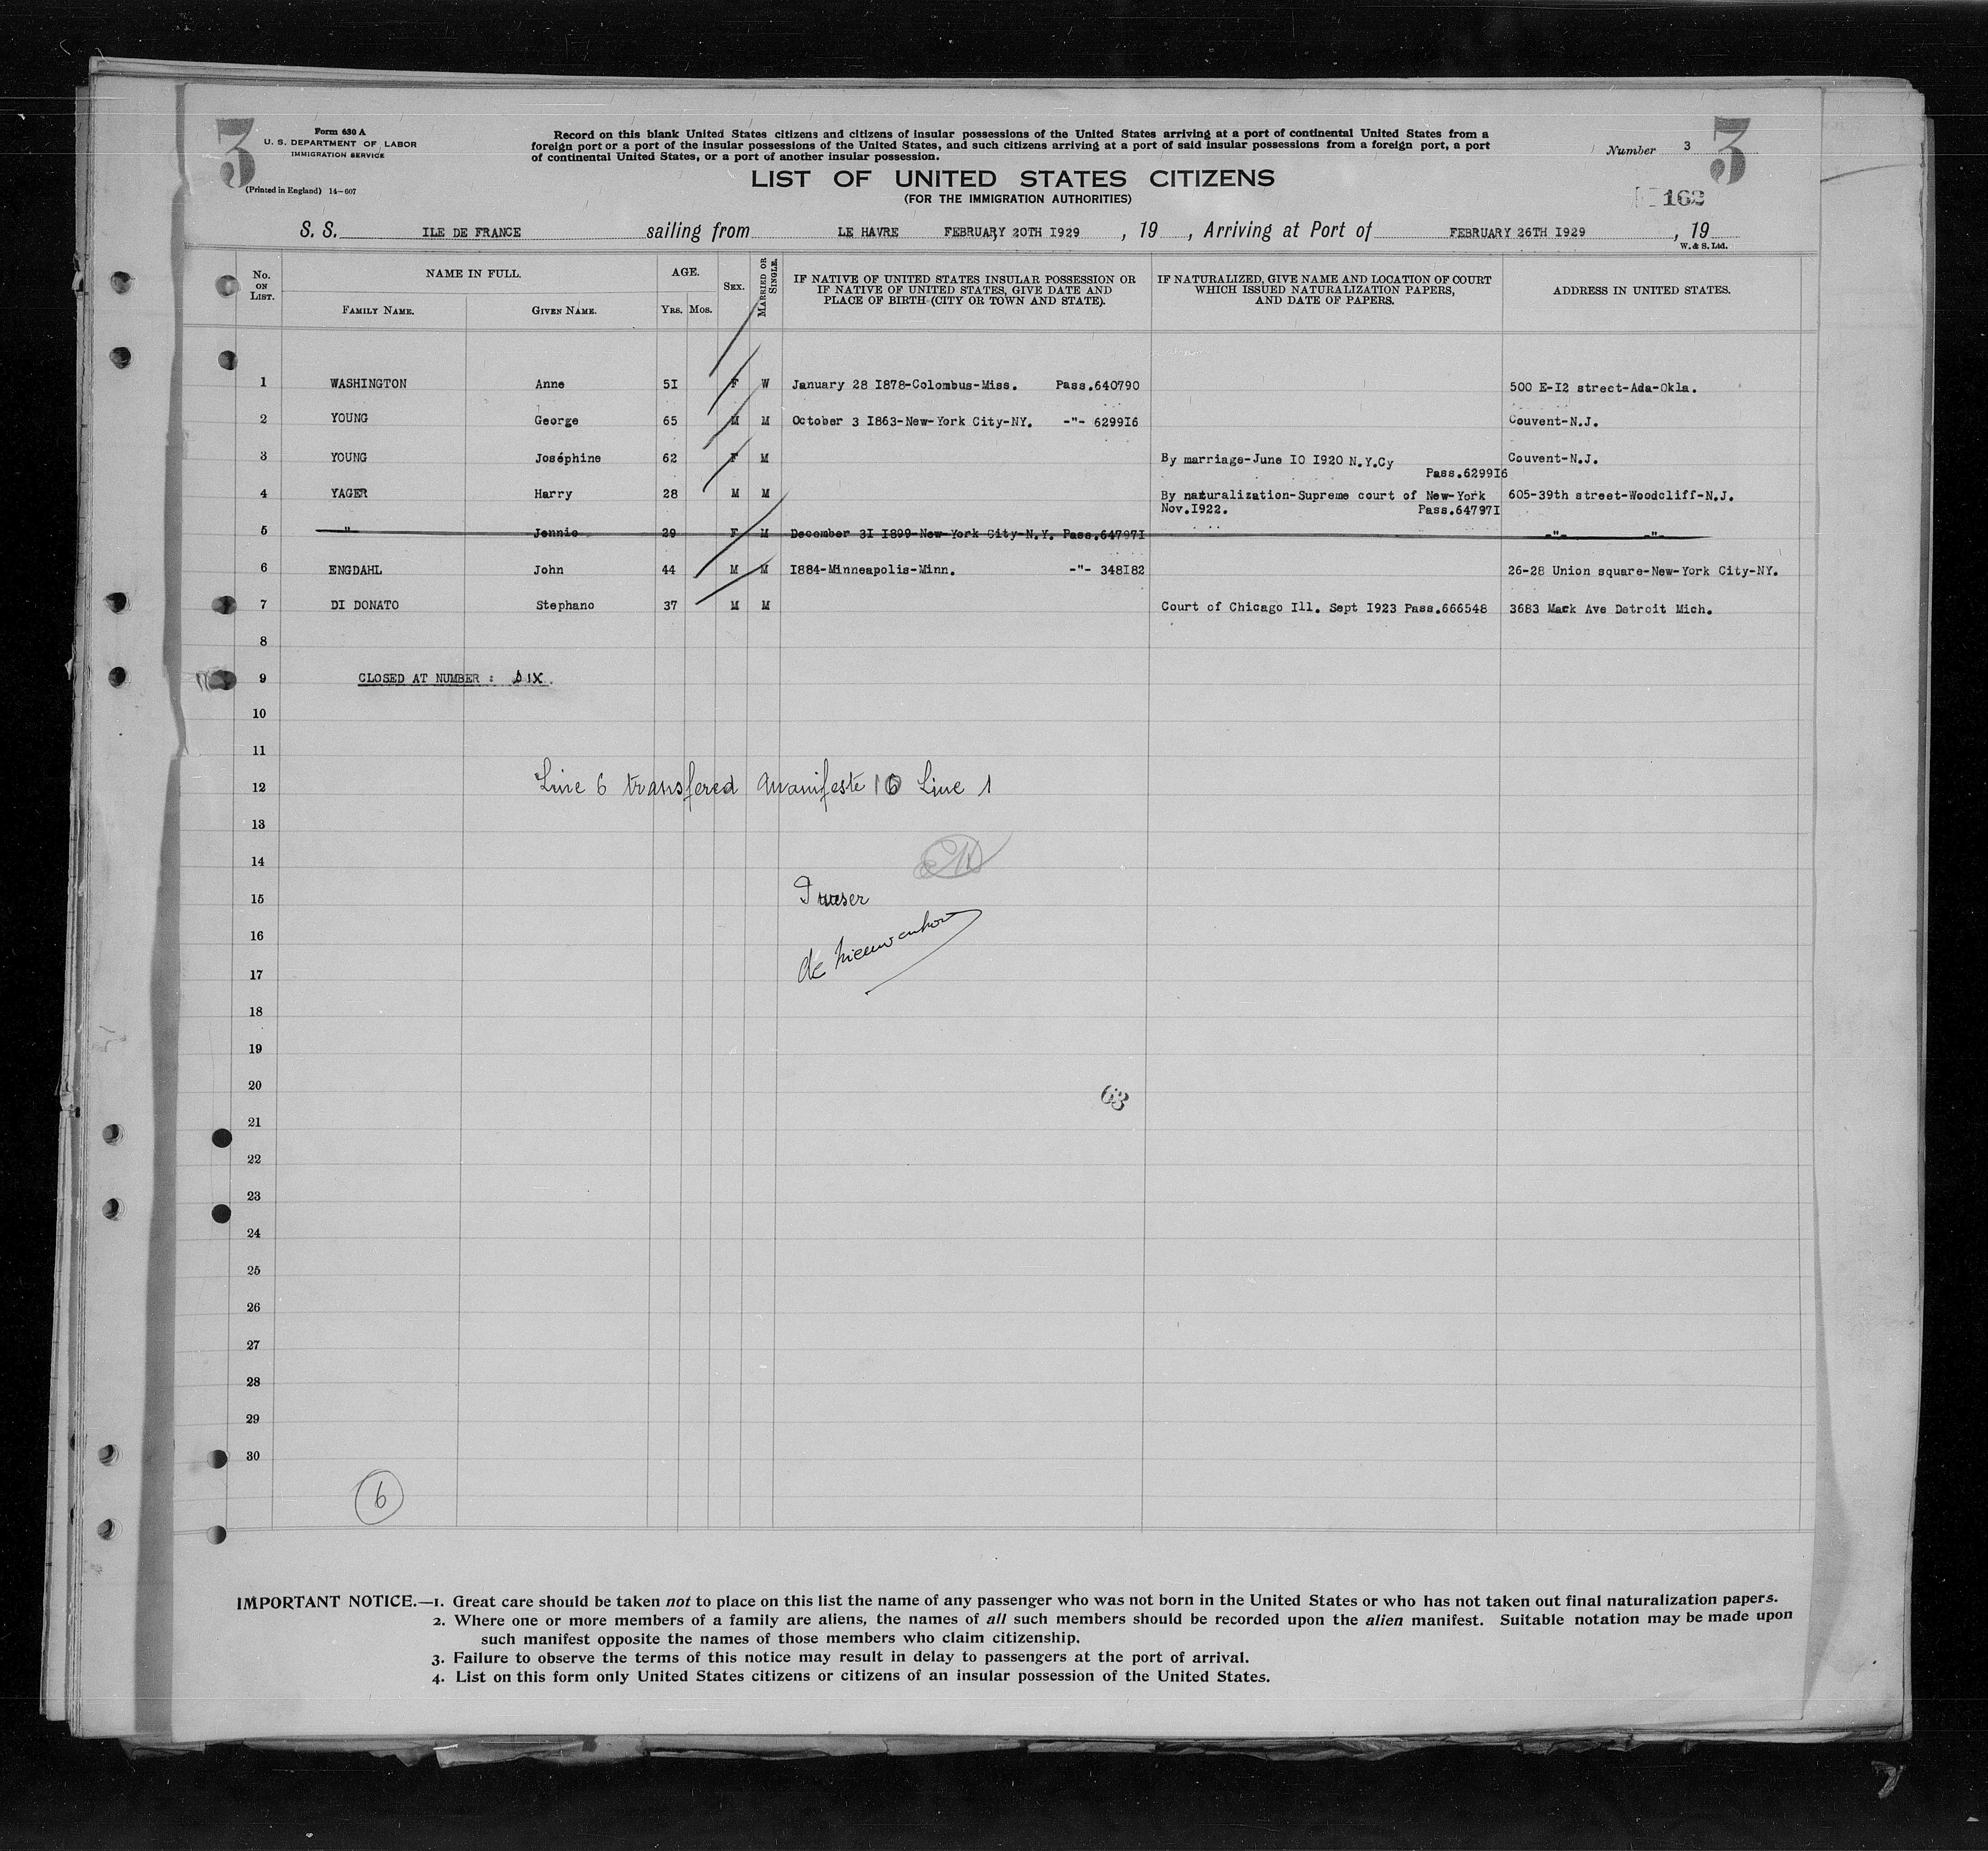 3
Form 630 A
U. S. DEPARTMENT OF LABOR
IMMIGRATION SERVICE
(Printed in England) 14—607
Record on this blank United States citizens and citizens of insular possessions of the United States arriving at a port of continental United States from a
foreign port or a port of the insular possessions of the United States, and such citizens arriving at a port of said insular possessions from a foreign port, a port
of continental United States, or a port of another insular possession.
Number 3
3
162
LIST OF UNITED STATES CITIZENS
(FOR THE IMMIGRATION AUTHORITIES)
S. S. ILE DE FRANCE sailing from LE HAVRE FEBRUARY 20TH I929 , 19 , Arriving at Port of FEBRUARY 26TH I929 , 19
W. & S. Ltd.
No. ON LIST.
NAME IN FULL.
FAMILY NAME. GIVEN NAME.
AGE.
YRS. MOS.
SEX.
MARRIED OR SINGLE.
IF NATIVE OF UNITED STATES INSULAR POSSESSION OR
IF NATIVE OF UNITED STATES, GIVE DATE AND
PLACE OF BIRTH (CITY OR TOWN AND STATE).
IF NATURALIZED, GIVE NAME AND LOCATION OF COURT
WHICH ISSUED NATURALIZATION PAPERS,
AND DATE OF PAPERS.
ADDRESS IN UNITED STATES.
1 WASHINGTON Anne 5I F W January 28 I878-Colombus-Miss. Pass.640790 500 E-I2 street-Ada-Okla.
2 YOUNG George 65 M M October 3 I863-New-York City-NY. -"- 6299I6 Couvent-N.J.
3 YOUNG Joséphine 62 F M By marriage-June IO I920 N.Y.Cy Couvent-N.J.
Pass.6299I6
4 YAGER Harry 28 M M By naturalization-Supreme court of New-York 605-39th street-Woodcliff-N.J.
Nov.I922. Pass.64797I
5 " Jennie 29 F M December 3I I899-New-York City-N.Y. Pass.64797I -"- -"-
6 ENGDAHL John 44 M M I884-Minneapolis-Minn. -"- 348I82 26-28 Union square-New-York City-NY.
7 DI DONATO Stephano 37 M M Court of Chicago Ill. Sept I923 Pass.666548 3683 Mack Ave Detroit Mich.
8
9 CLOSED AT NUMBER : SIX.
10
11
12 Line 6 transfered Manifeste 10 Line 1
13
14
15
16
17
18
19
20
63
21
22
23
24
25
26
27
28
29
30
6
IMPORTANT NOTICE.—1. Great care should be taken not to place on this list the name of any passenger who was not born in the United States or who has not taken out final naturalization papers.
2. Where one or more members of a family are aliens, the names of all such members should be recorded upon the alien manifest. Suitable notation may be made upon
such manifest opposite the names of those members who claim citizenship.
3. Failure to observe the terms of this notice may result in delay to passengers at the port of arrival.
4. List on this form only United States citizens or citizens of an insular possession of the United States.